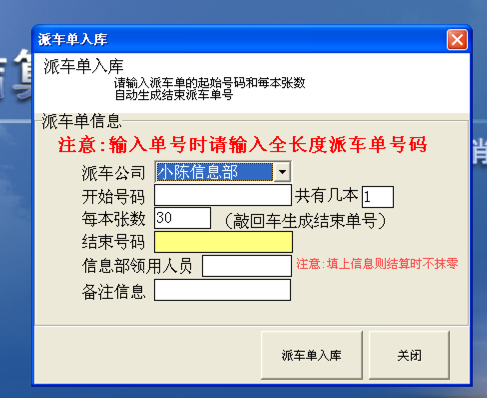 派车单入库
派车单入库
请输入派车单的起始号码和每本张数
自动生成结束派车单号
派车单信息
注意:输入单号时请输入全长度派车单号码
派车公司 小陈信息部
开始号码 共有几本 1
每本张数 30 (敲回车生成结束单号)
结束号码
信息部领用人员 注意:填上信息则结算时不抹零
备注信息
派车单入库 关闭